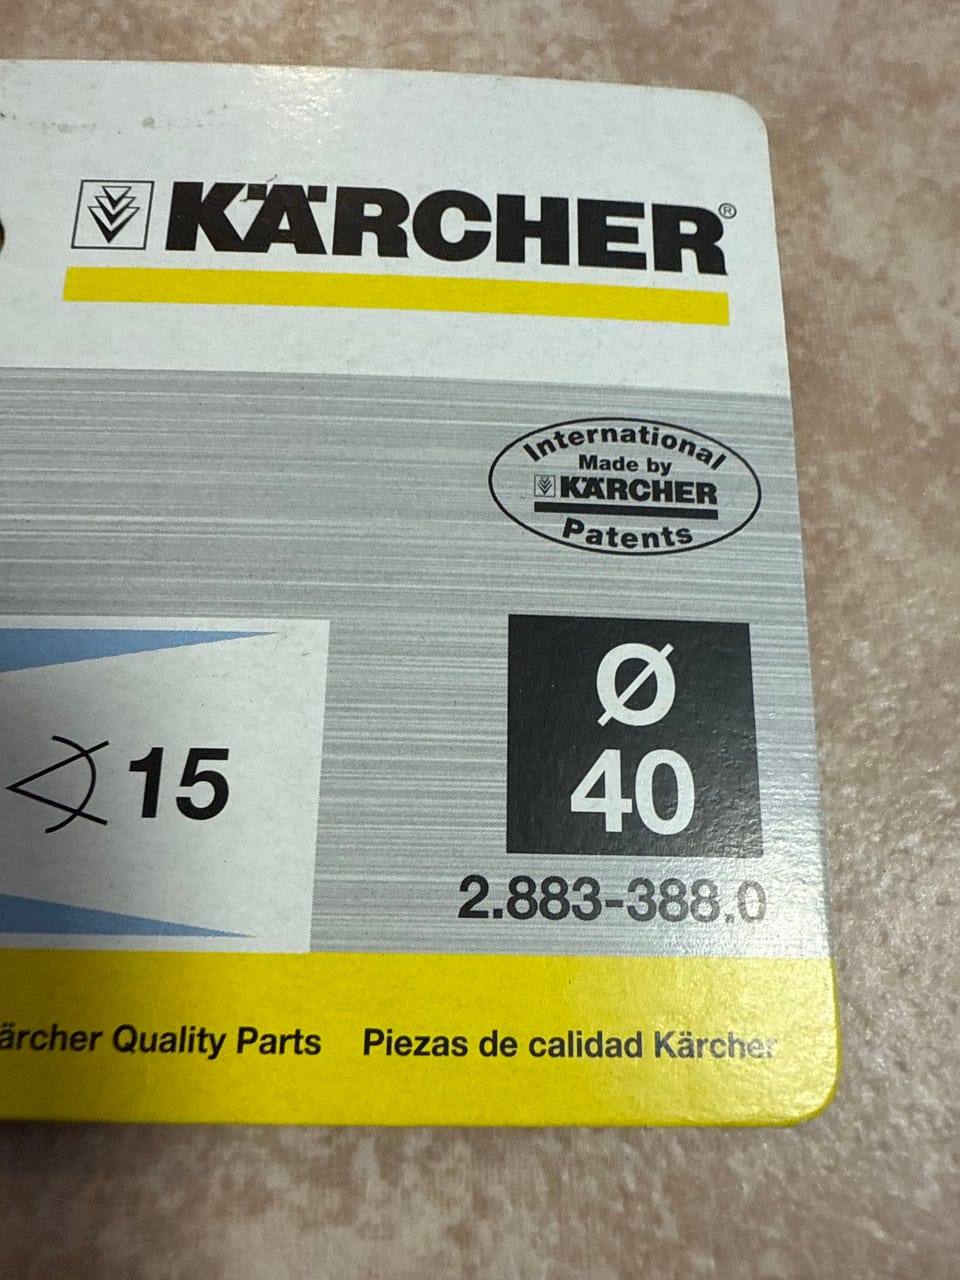 KÄRCHER®
International
Made by
KÄRCHER
Patents
Ø
40
15
2.883-388.0
ärcher Quality Parts Piezas de calidad Kärcher